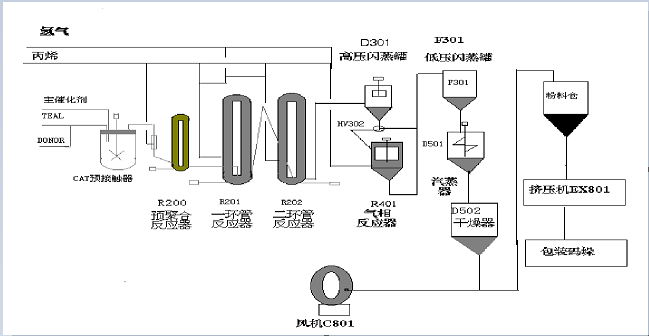 氢气
丙烯
主催化剂
TEAL
DONOR
CAT预接触器
R200
预聚合
反应器
R201
一环管
反应器
R202
二环管
反应器
D301
高压闪蒸罐
HV302
R401
气相
反应器
F301
低压闪蒸罐
F301
D501
汽蒸
器
D502
干燥器
风机C801
粉料仓
挤压机EX801
包装码垛